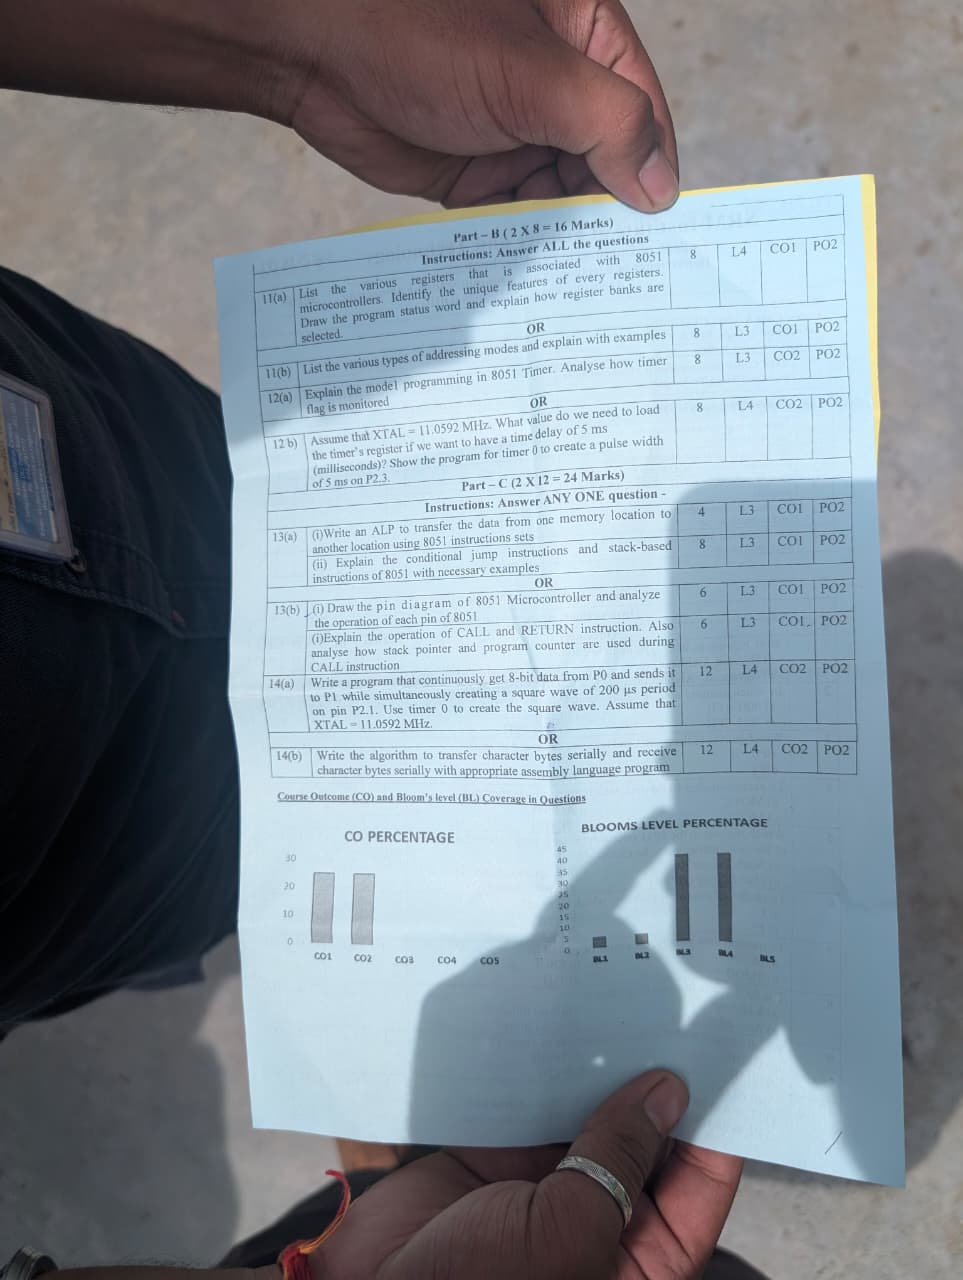 Part – B ( 2 X 8 = 16 Marks)
Instructions: Answer ALL the questions
11(a) List the various registers that is associated with 8051 8 L4 CO1 PO2
microcontrollers. Identify the unique features of every registers.
Draw the program status word and explain how register banks are
selected.
OR
11(b) List the various types of addressing modes and explain with examples 8 L3 CO1 PO2
12(a) Explain the model programming in 8051 Timer. Analyse how timer 8 L3 CO2 PO2
flag is monitored
OR
12 b) Assume that XTAL = 11.0592 MHz. What value do we need to load 8 L4 CO2 PO2
the timer's register if we want to have a time delay of 5 ms
(milliseconds)? Show the program for timer 0 to create a pulse width
of 5 ms on P2.3.
Part – C (2 X 12 = 24 Marks)
Instructions: Answer ANY ONE question -
13(a) (i)Write an ALP to transfer the data from one memory location to 4 L3 CO1 PO2
another location using 8051 instructions sets
(ii) Explain the conditional jump instructions and stack-based 8 L3 CO1 PO2
instructions of 8051 with necessary examples
OR
13(b) (i) Draw the pin diagram of 8051 Microcontroller and analyze 6 L3 CO1 PO2
the operation of each pin of 8051
(i)Explain the operation of CALL and RETURN instruction. Also 6 L3 CO1. PO2
analyse how stack pointer and program counter are used during
CALL instruction
14(a) Write a program that continuously get 8-bit data from P0 and sends it 12 L4 CO2 PO2
to P1 while simultaneously creating a square wave of 200 µs period
on pin P2.1. Use timer 0 to create the square wave. Assume that
XTAL = 11.0592 MHz.
OR
14(b) Write the algorithm to transfer character bytes serially and receive 12 L4 CO2 PO2
character bytes serially with appropriate assembly language program
Course Outcome (CO) and Bloom's level (BL) Coverage in Questions
CO PERCENTAGE
30
20
10
0
CO1 CO2 CO3 CO4 CO5
BLOOMS LEVEL PERCENTAGE
45
40
35
30
25
20
15
10
5
0
BL1 BL2 BL3 BL4 BL5